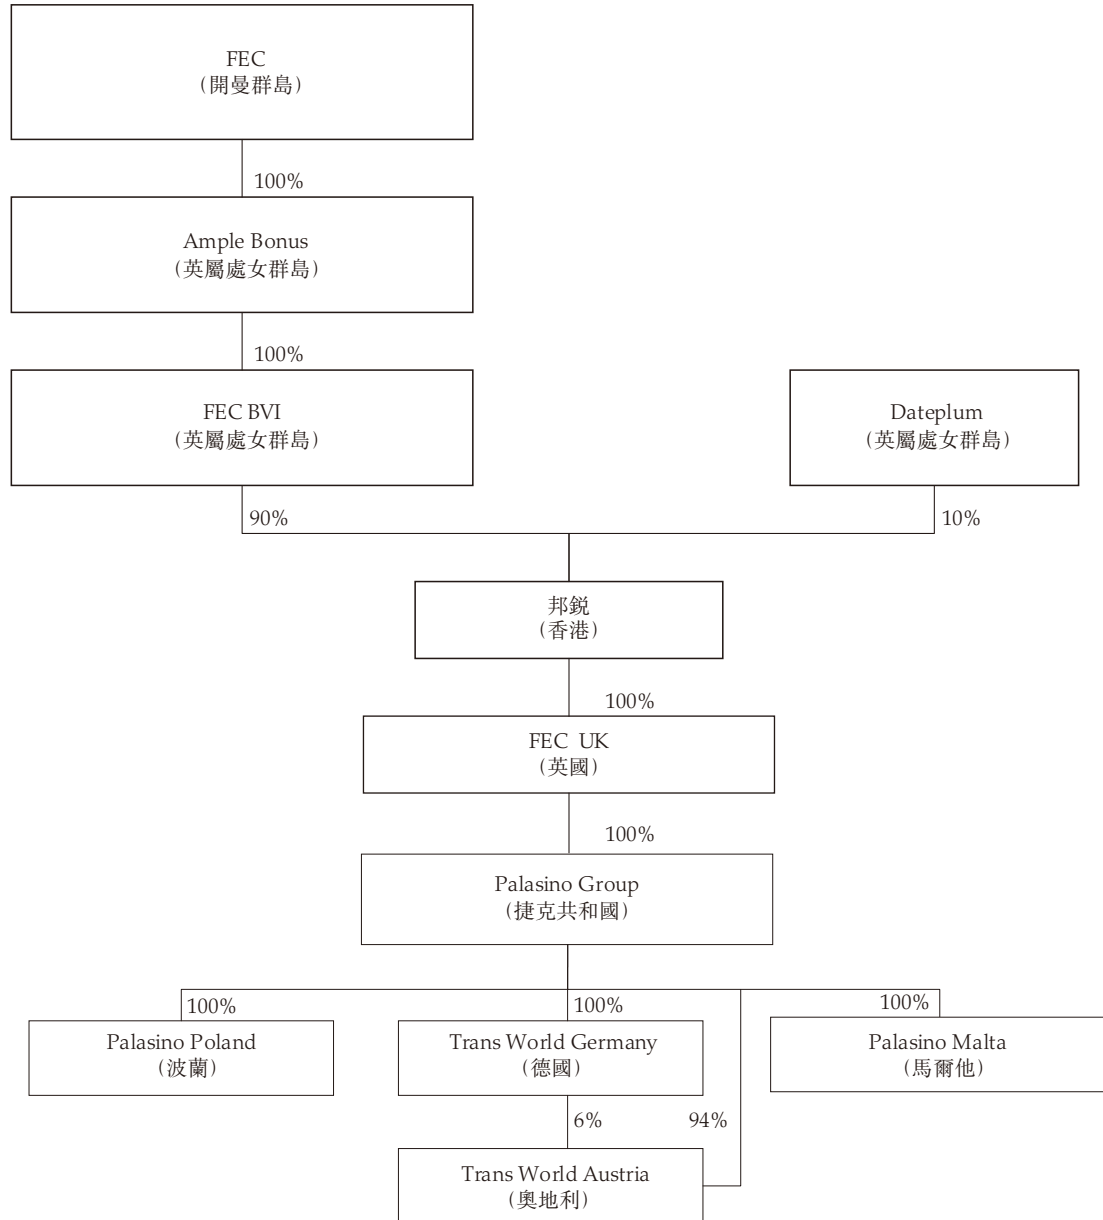 FEC
(開曼群島)
100%
Ample Bonus
(英屬處女群島)
100%
FEC BVI
(英屬處女群島)
Dateplum
(英屬處女群島)
90%
10%
邦鋭
(香港)
100%
FEC UK
(英國)
100%
Palasino Group
(捷克共和國)
100%
100%
100%
Palasino Poland
(波蘭)
Trans World Germany
(德國)
Palasino Malta
(馬爾他)
6%
94%
Trans World Austria
(奧地利)